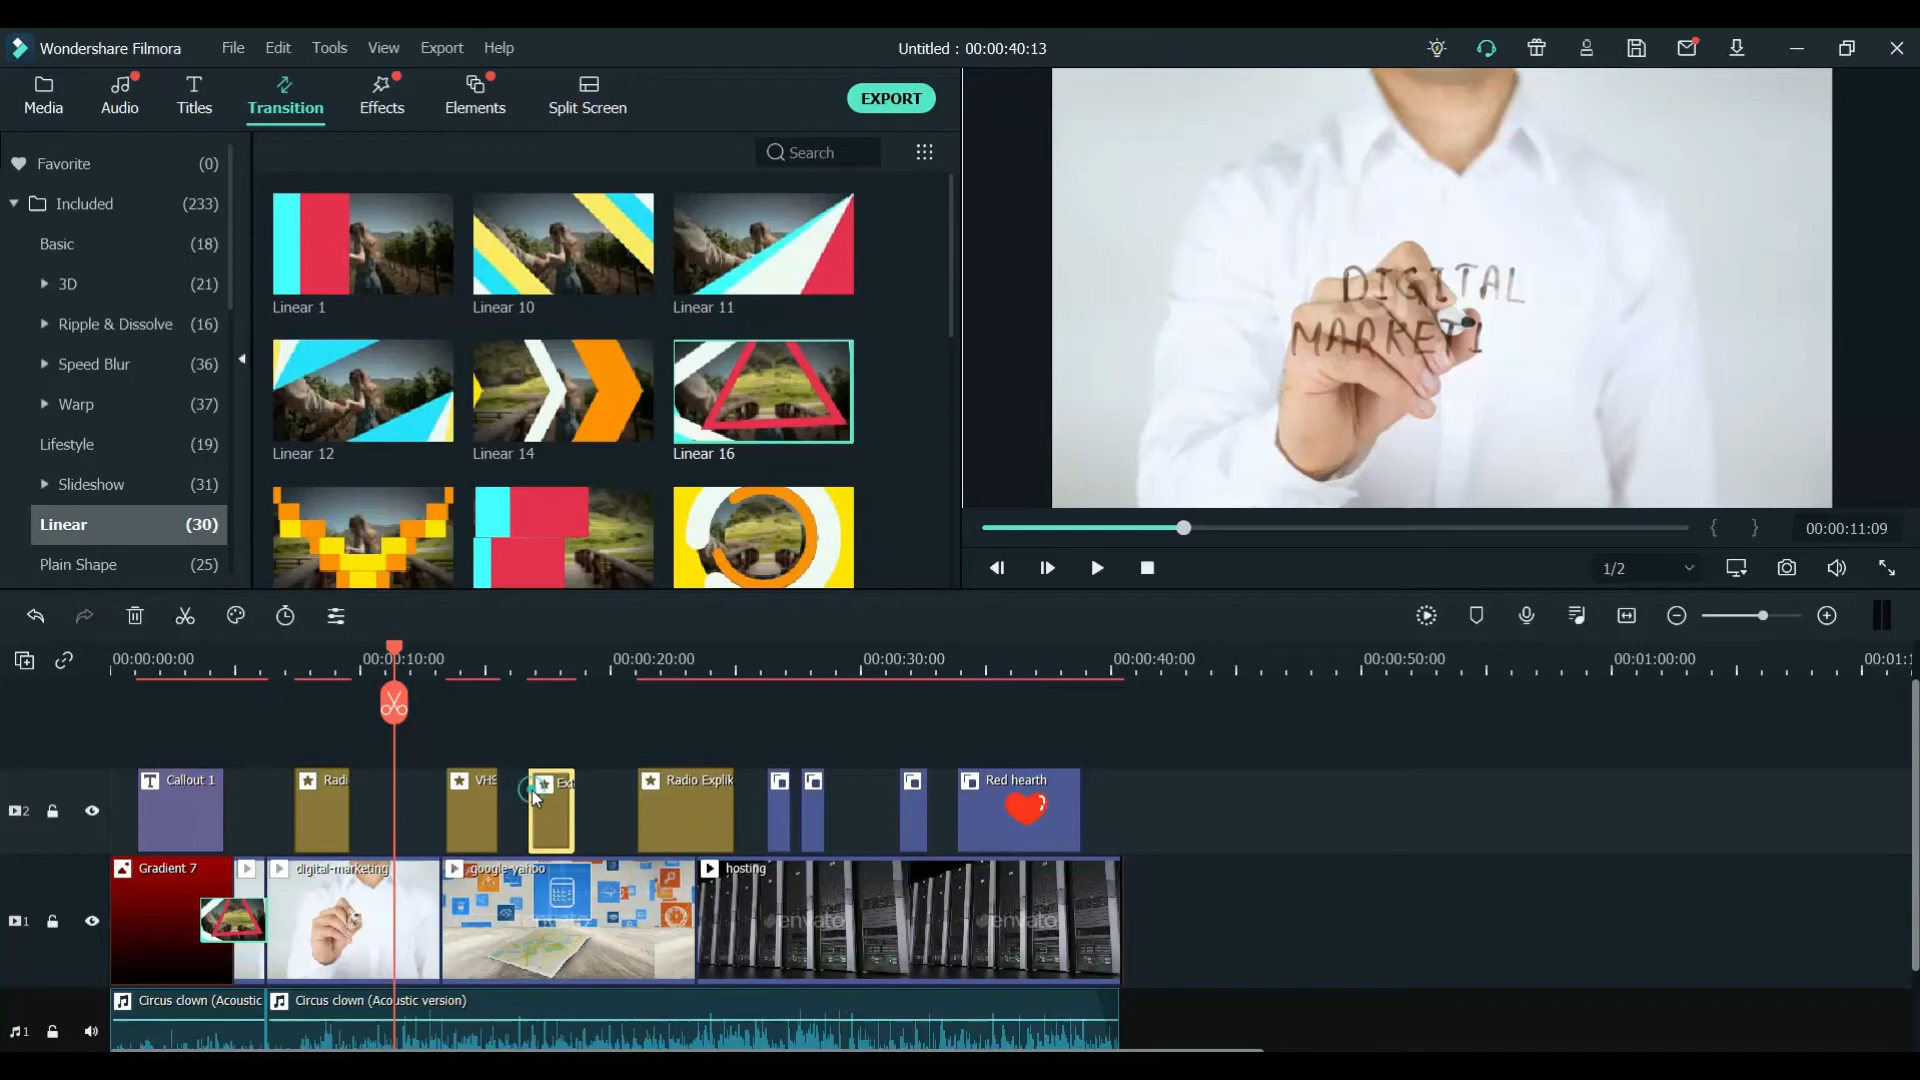 Wondershare Filmora
File
Edit
Tools
View
Export
Help
Untitled : 00:00:40:13
Media
Audio
Titles
Transition
Effects
Elements
Split Screen
EXPORT
Favorite (0)
Included (233)
Basic (18)
3D (21)
Ripple & Dissolve (16)
Speed Blur (36)
Warp (37)
Lifestyle (19)
Slideshow (31)
Linear (30)
Plain Shape (25)
Search
Linear 1
Linear 10
Linear 11
Linear 12
Linear 14
Linear 16
DIGITAL
MARKETI
{ }
00:00:11:09
1/2
00:00:00:00
00:00:10:00
00:00:20:00
00:00:30:00
00:00:40:00
00:00:50:00
00:01:00:00
00:01:1
Callout 1
Radi
VHS
Ex
Radio Explik
Red hearth
2
Gradient 7
digital-marketing
google-yahoo
hosting
envato
envato
envato
1
Circus clown (Acoustic
Circus clown (Acoustic version)
1